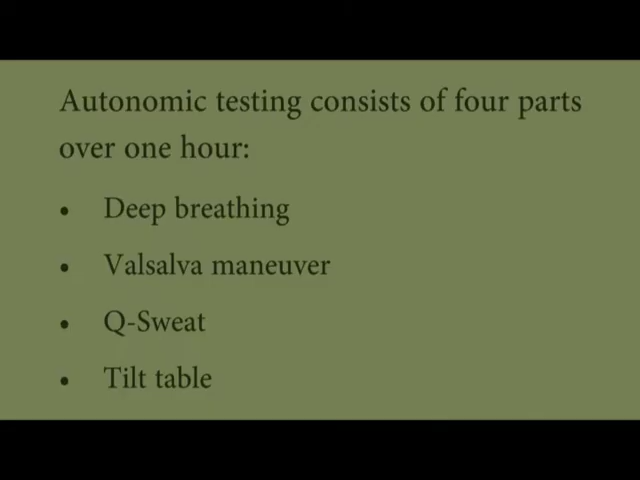 Autonomic testing consists of four parts
over one hour:
• Deep breathing
• Valsalva maneuver
• Q-Sweat
• Tilt table